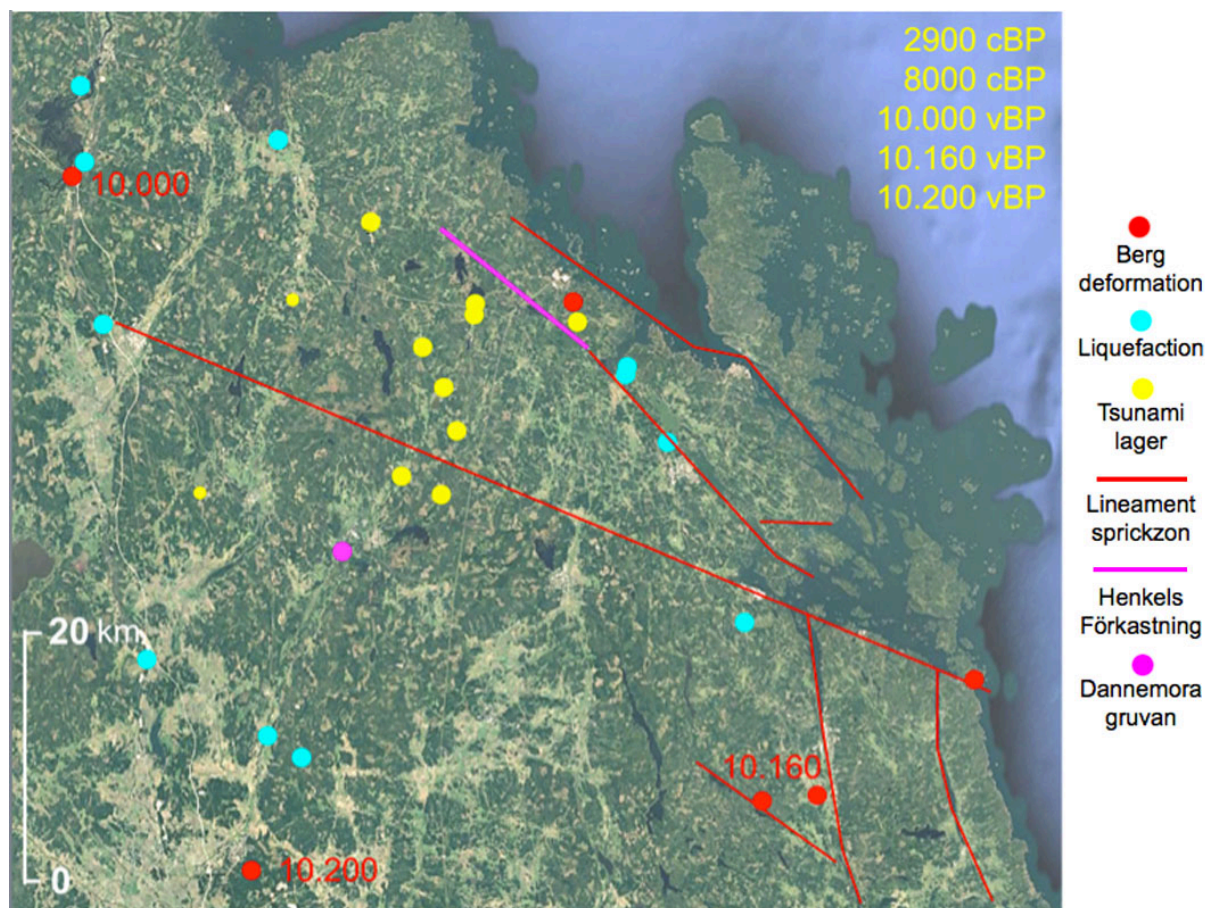 2900 cBP
8000 cBP
10.000 vBP
10.160 vBP
10.200 vBP
10.000
20 km
10.160
0
10.200
Berg
deformation
Liquefaction
Tsunami
lager
Lineament
sprickzon
Henkels
Förkastning
Dannemora
gruvan